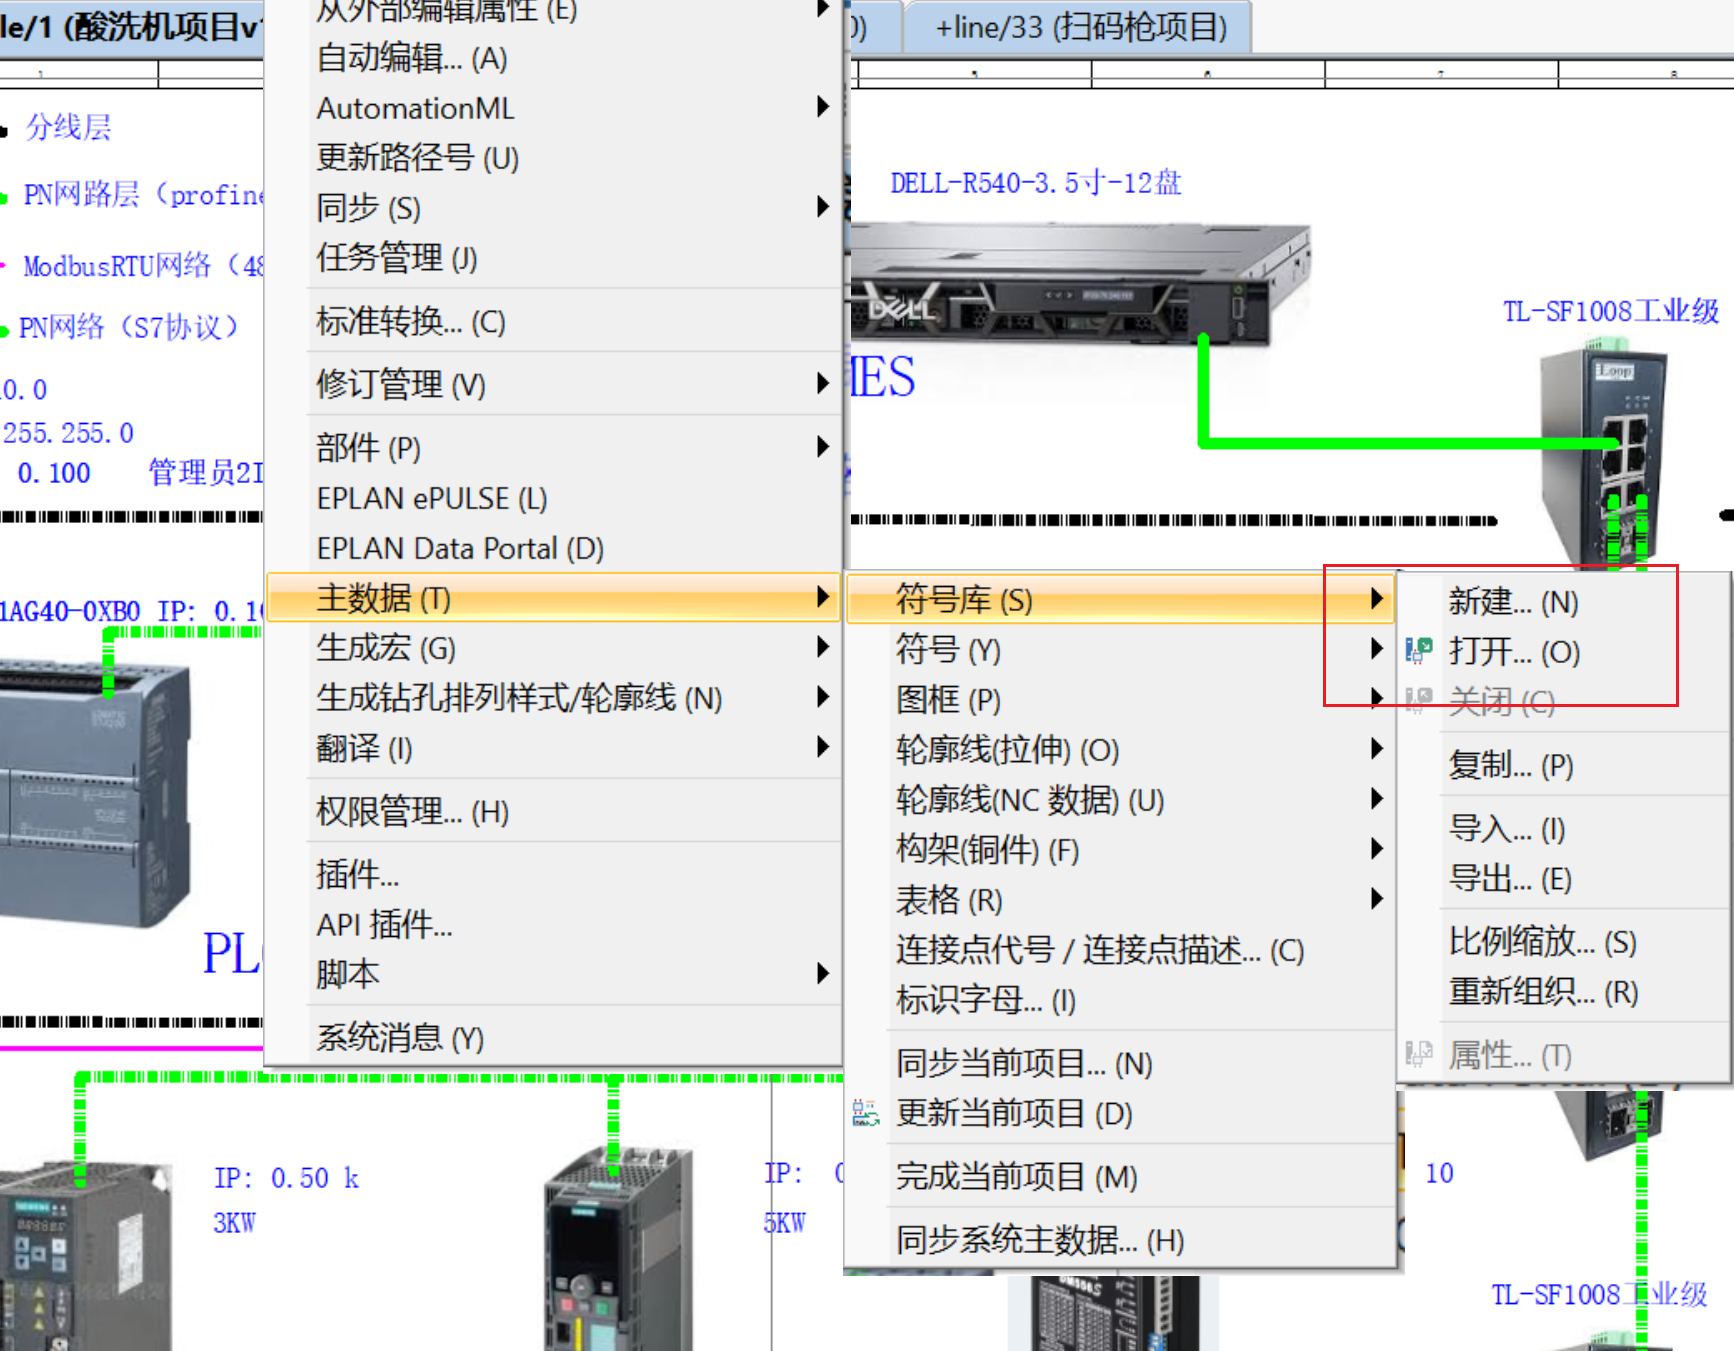 le/1 (酸洗机项目v
+line/33 (扫码枪项目)
5
6
7
8
分线层
PN网路层（profine
ModbusRTU网络（48
PN网络（S7协议）
0.0
255.255.0
0.100 管理员2I
1AG40-0XB0 IP: 0.10
PL
从外部编辑属性 (E)
自动编辑... (A)
AutomationML
更新路径号 (U)
同步 (S)
任务管理 (J)
标准转换... (C)
修订管理 (V)
部件 (P)
EPLAN ePULSE (L)
EPLAN Data Portal (D)
主数据 (T)
生成宏 (G)
生成钻孔排列样式/轮廓线 (N)
翻译 (I)
权限管理... (H)
插件...
API 插件...
脚本
系统消息 (Y)
DELL-R540-3.5寸-12盘
DELL
MES
TL-SF1008工业级
Loop
符号库 (S)
符号 (Y)
图框 (P)
轮廓线(拉伸) (O)
轮廓线(NC 数据) (U)
构架(铜件) (F)
表格 (R)
连接点代号 / 连接点描述... (C)
标识字母... (I)
同步当前项目... (N)
更新当前项目 (D)
完成当前项目 (M)
同步系统主数据... (H)
新建... (N)
打开... (O)
关闭 (C)
复制... (P)
导入... (I)
导出... (E)
比例缩放... (S)
重新组织... (R)
属性... (T)
IP: 0.50 k
3KW
IP: 0
5KW
10
TL-SF1008工业级